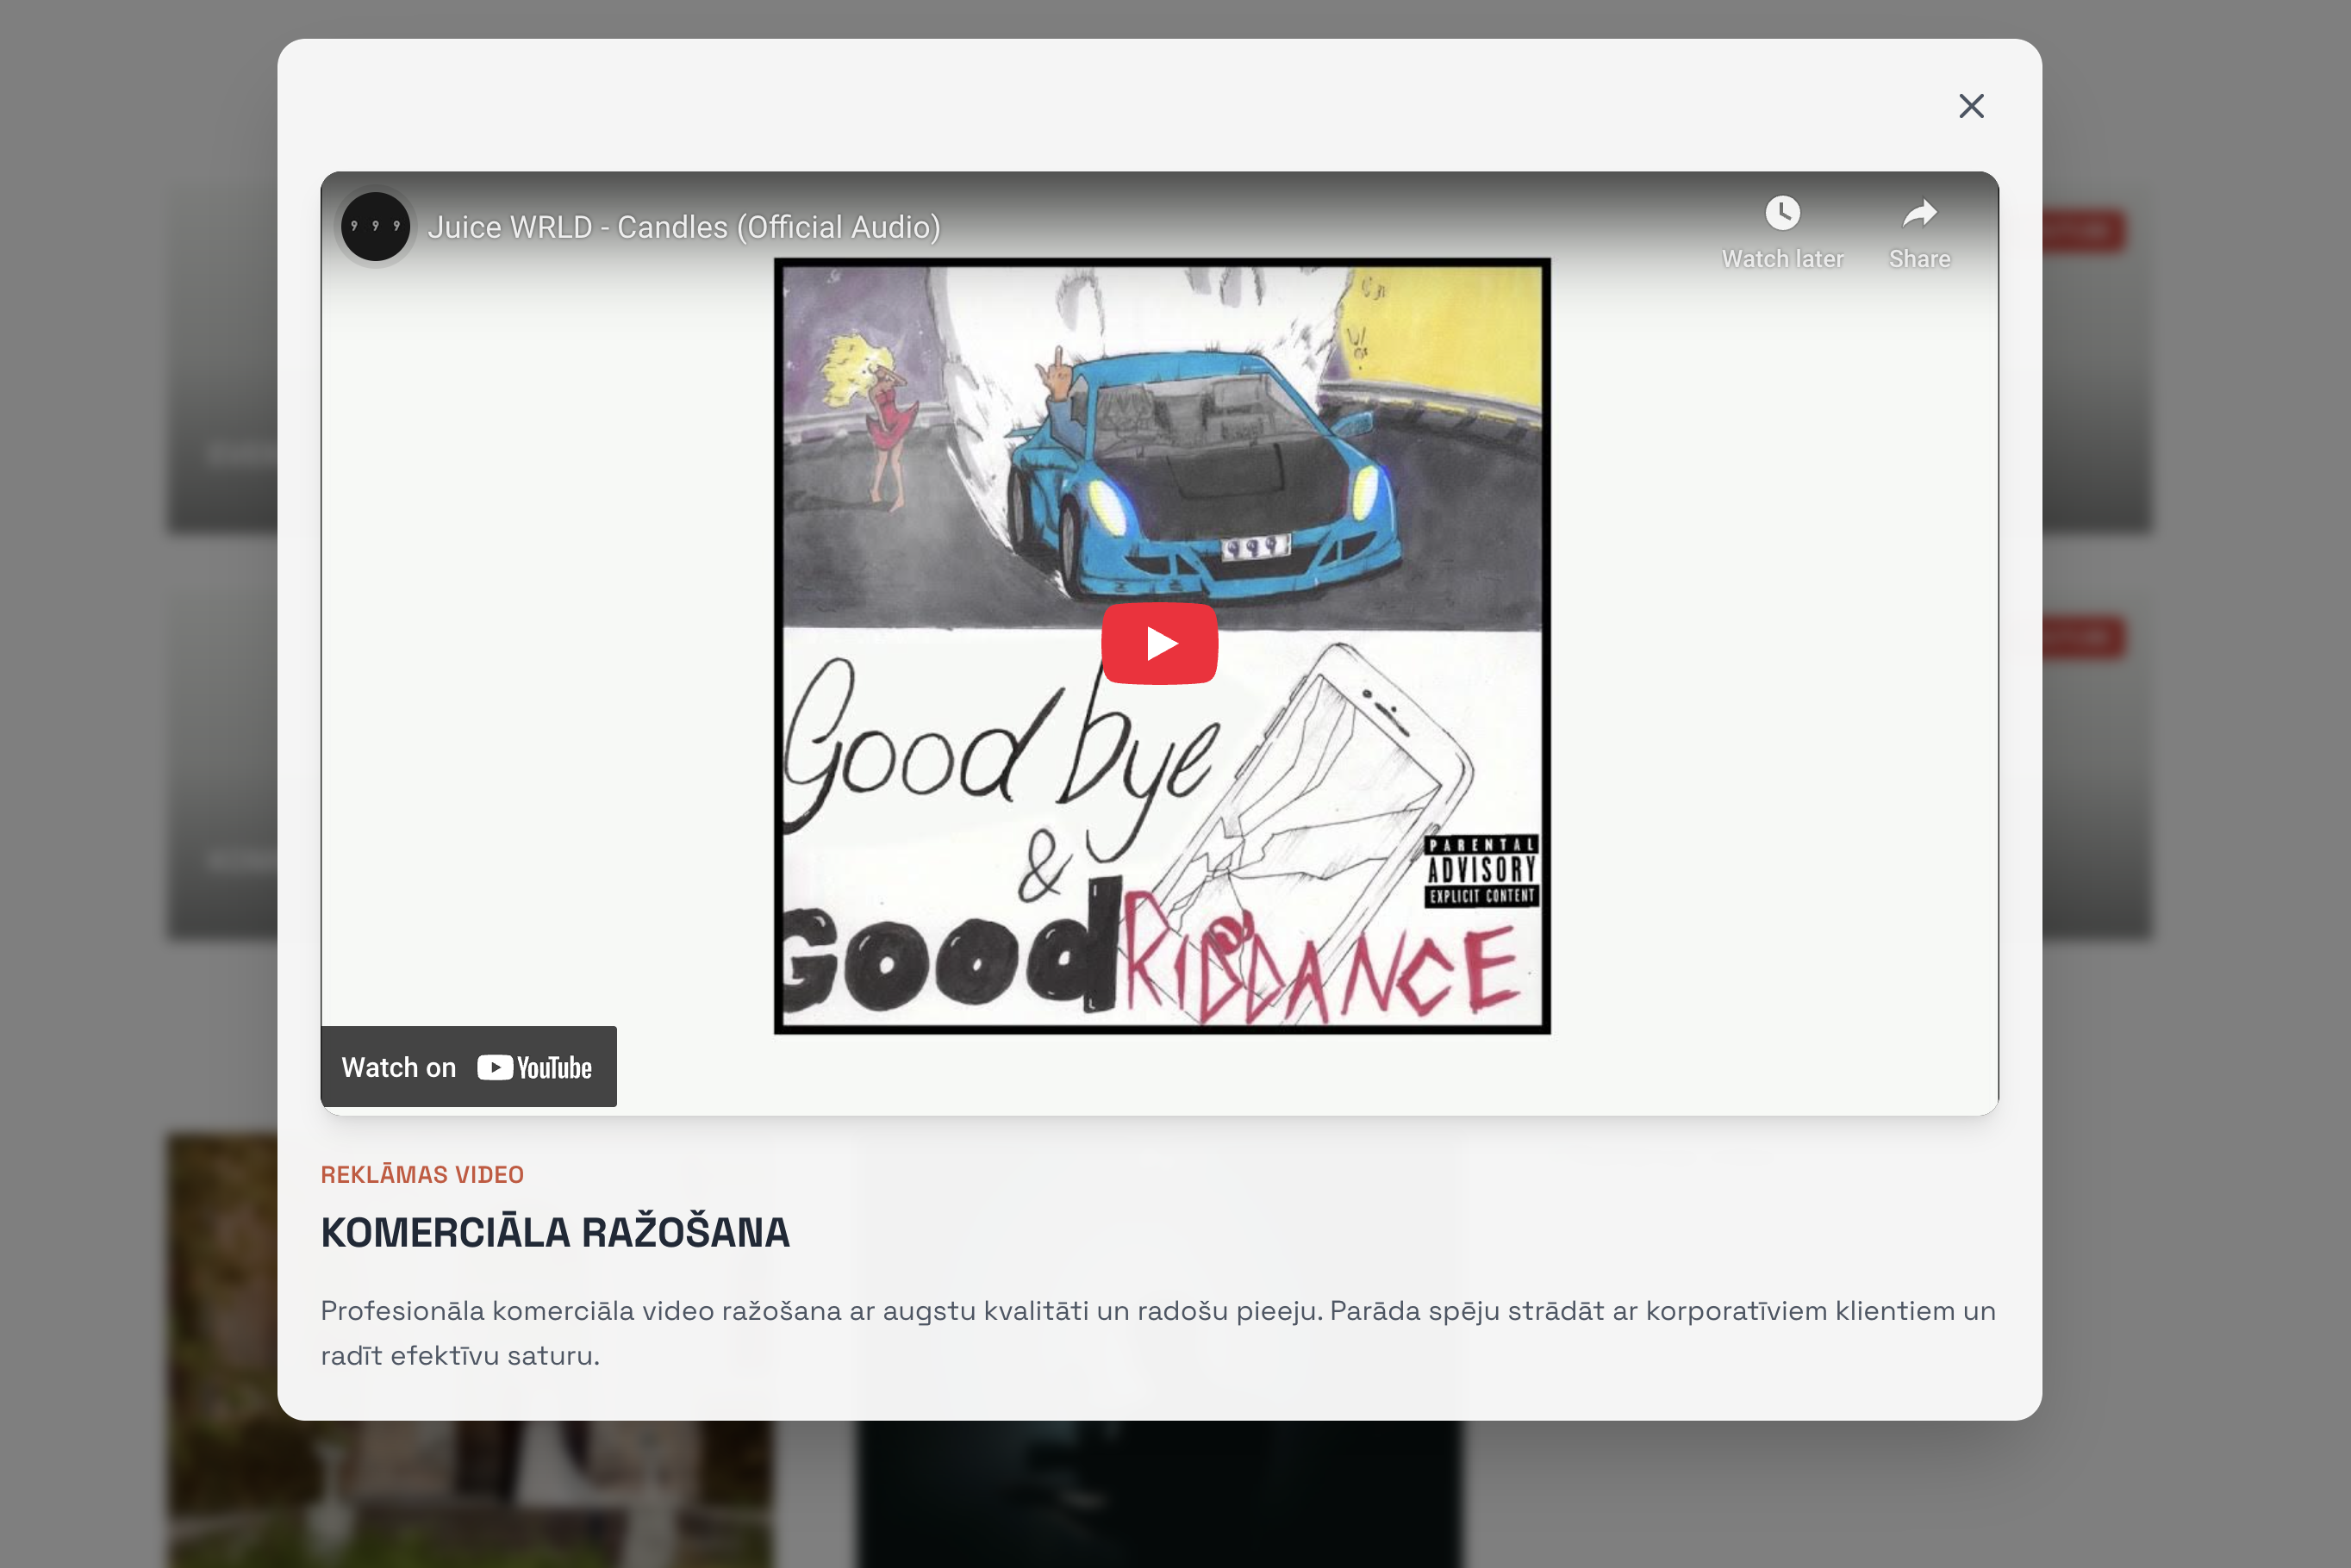 Juice WRLD - Candles (Official Audio)
Watch later
Share
999
Good bye
&
Good RIDDANCE
PARENTAL
ADVISORY
EXPLICIT CONTENT
Watch on YouTube
REKLĀMAS VIDEO
KOMERCIĀLA RAŽOŠANA
Profesionāla komerciāla video ražošana ar augstu kvalitāti un radošu pieeju. Parāda spēju strādāt ar korporatīviem klientiem un
radīt efektīvu saturu.